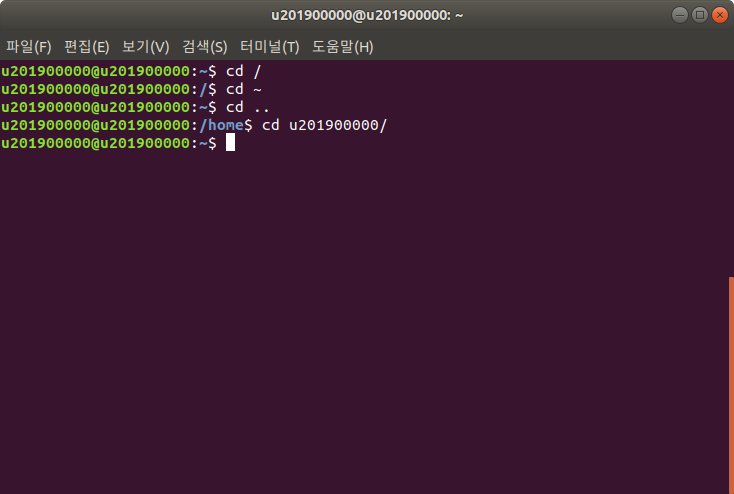 u201900000@u201900000: ~
파일(F) 편집(E) 보기(V) 검색(S) 터미널(T) 도움말(H)
u201900000@u201900000:~$ cd /
u201900000@u201900000:/$ cd ~
u201900000@u201900000:~$ cd ..
u201900000@u201900000:/home$ cd u201900000/
u201900000@u201900000:~$